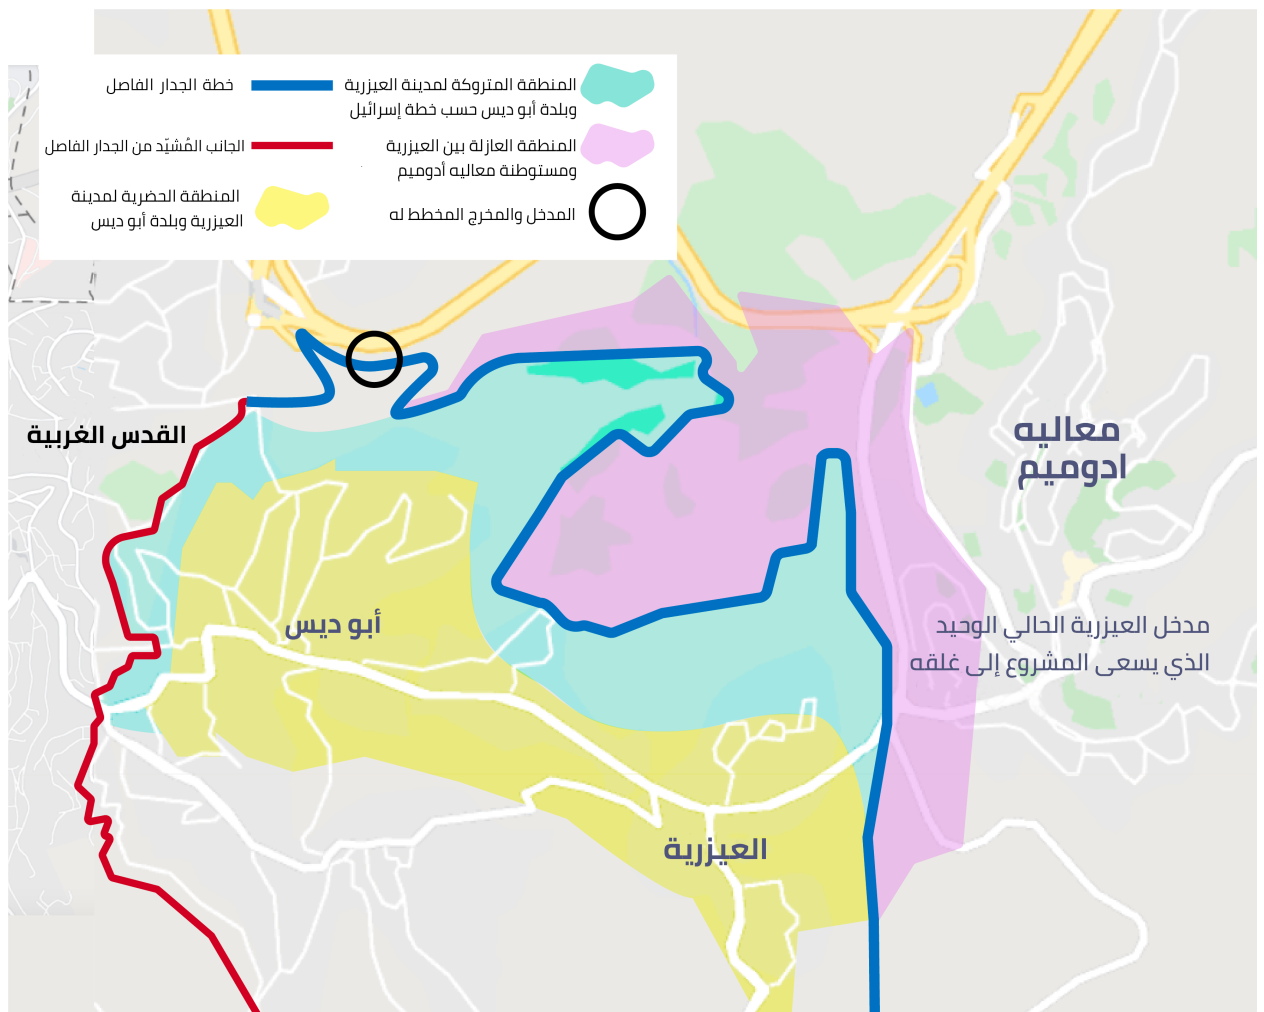 المنطقة المتروكة لمدينة العيزرية
وبلدة أبو ديس حسب خطة إسرائيل
المنطقة العازلة بين العيزرية
ومستوطنة معاليه أدوميم
المدخل والمخرج المخطط له
خطة الجدار الفاصل
الجانب المُشيّد من الجدار الفاصل
المنطقة الحضرية لمدينة
العيزرية وبلدة أبو ديس
القدس الغربية
معاليه
ادوميم
أبو ديس
مدخل العيزرية الحالي الوحيد
الذي يسعى المشروع إلى غلقه
العيزرية